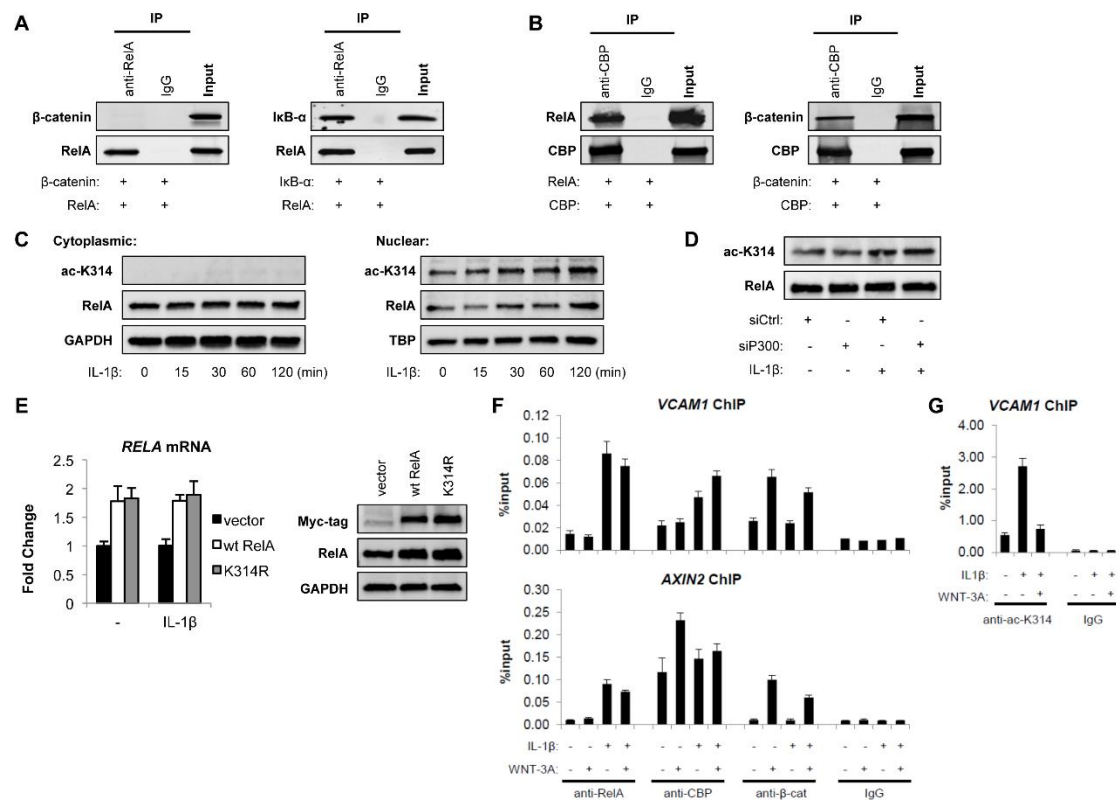 A
IP
anti-RelA IgG Input
β-catenin
RelA
β-catenin: + +
RelA: + +
IP
anti-RelA IgG Input
IκB-α
RelA
IκB-α: + +
RelA: + +
B
IP
anti-CBP IgG Input
RelA
CBP
RelA: + +
CBP: + +
IP
anti-CBP IgG Input
β-catenin
CBP
β-catenin: + +
CBP: + +
C
Cytoplasmic:
ac-K314
RelA
GAPDH
IL-1β: 0 15 30 60 120 (min)
Nuclear:
ac-K314
RelA
TBP
IL-1β: 0 15 30 60 120 (min)
D
ac-K314
RelA
siCtrl: + - + -
siP300: - + - +
IL-1β: - - + +
E
RELA mRNA
Fold Change
2.5
2
1.5
1
0.5
0
- IL-1β
vector
wt RelA
K314R
vector wt RelA K314R
Myc-tag
RelA
GAPDH
F
VCAM1 ChIP
%input
0.12
0.10
0.08
0.06
0.04
0.02
0.00
AXIN2 ChIP
%input
0.30
0.25
0.20
0.15
0.10
0.05
0.00
IL-1β: - - + + - - + + - - + + - - + +
WNT-3A: - + - + - + - + - + - + - + - +
anti-RelA anti-CBP anti-β-cat IgG
G
VCAM1 ChIP
%input
4.00
3.00
2.00
1.00
0.00
IL1β: - + + - + +
WNT-3A: - - + - - +
anti-ac-K314 IgG